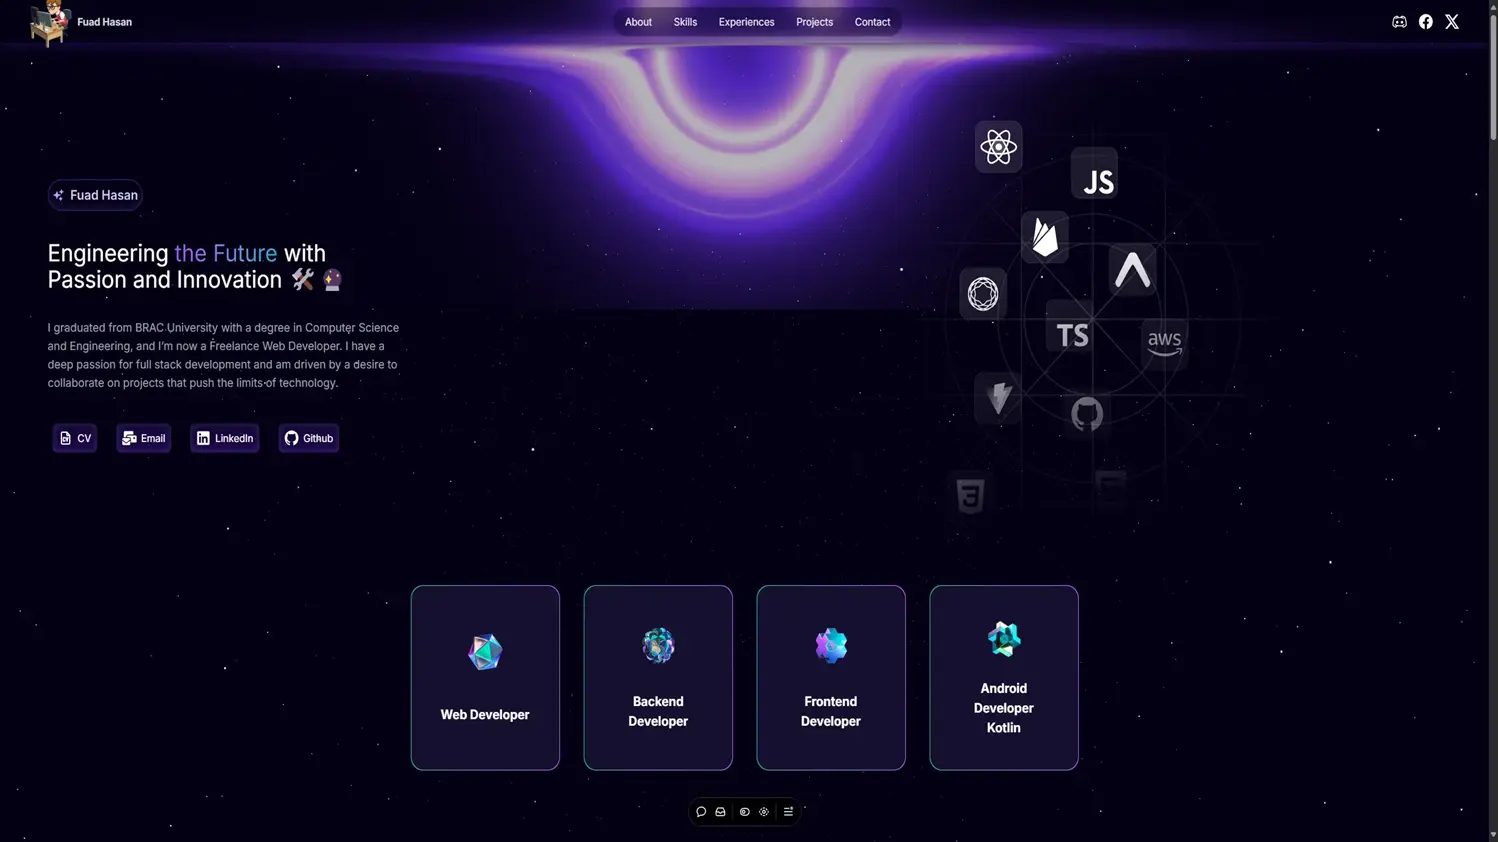 Fuad Hasan
About
Skills
Experiences
Projects
Contact
Fuad Hasan
Engineering the Future with
Passion and Innovation
I graduated from BRAC University with a degree in Computer Science
and Engineering, and I'm now a Freelance Web Developer. I have a
deep passion for full stack development and am driven by a desire to
collaborate on projects that push the limits of technology.
CV
Email
LinkedIn
Github
JS
TS
aws
3
Web Developer
Backend
Developer
Frontend
Developer
Android
Developer
Kotlin